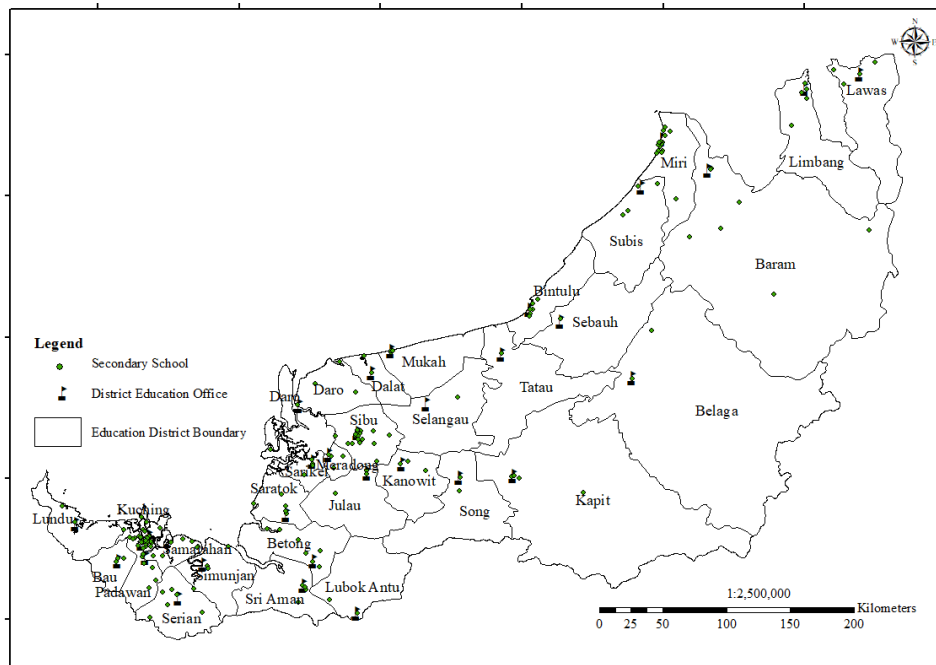 N
W E
S
Lawas
Limbang
Miri
Subis
Baram
Bintulu
Sebauh
Legend
Secondary School
District Education Office
Education District Boundary
Mukah
Dalat
Daro
Daro
Tatau
Selangau
Belaga
Sibu
Meradong
Sarikei
Kanowit
Saratok
Julau
Song
Kapit
Lundu
Kuching
Samarahan
Betong
Bau
Padawan
Simunjan
Sri Aman
Lubok Antu
Serian
1:2,500,000
Kilometers
0 25 50 100 150 200